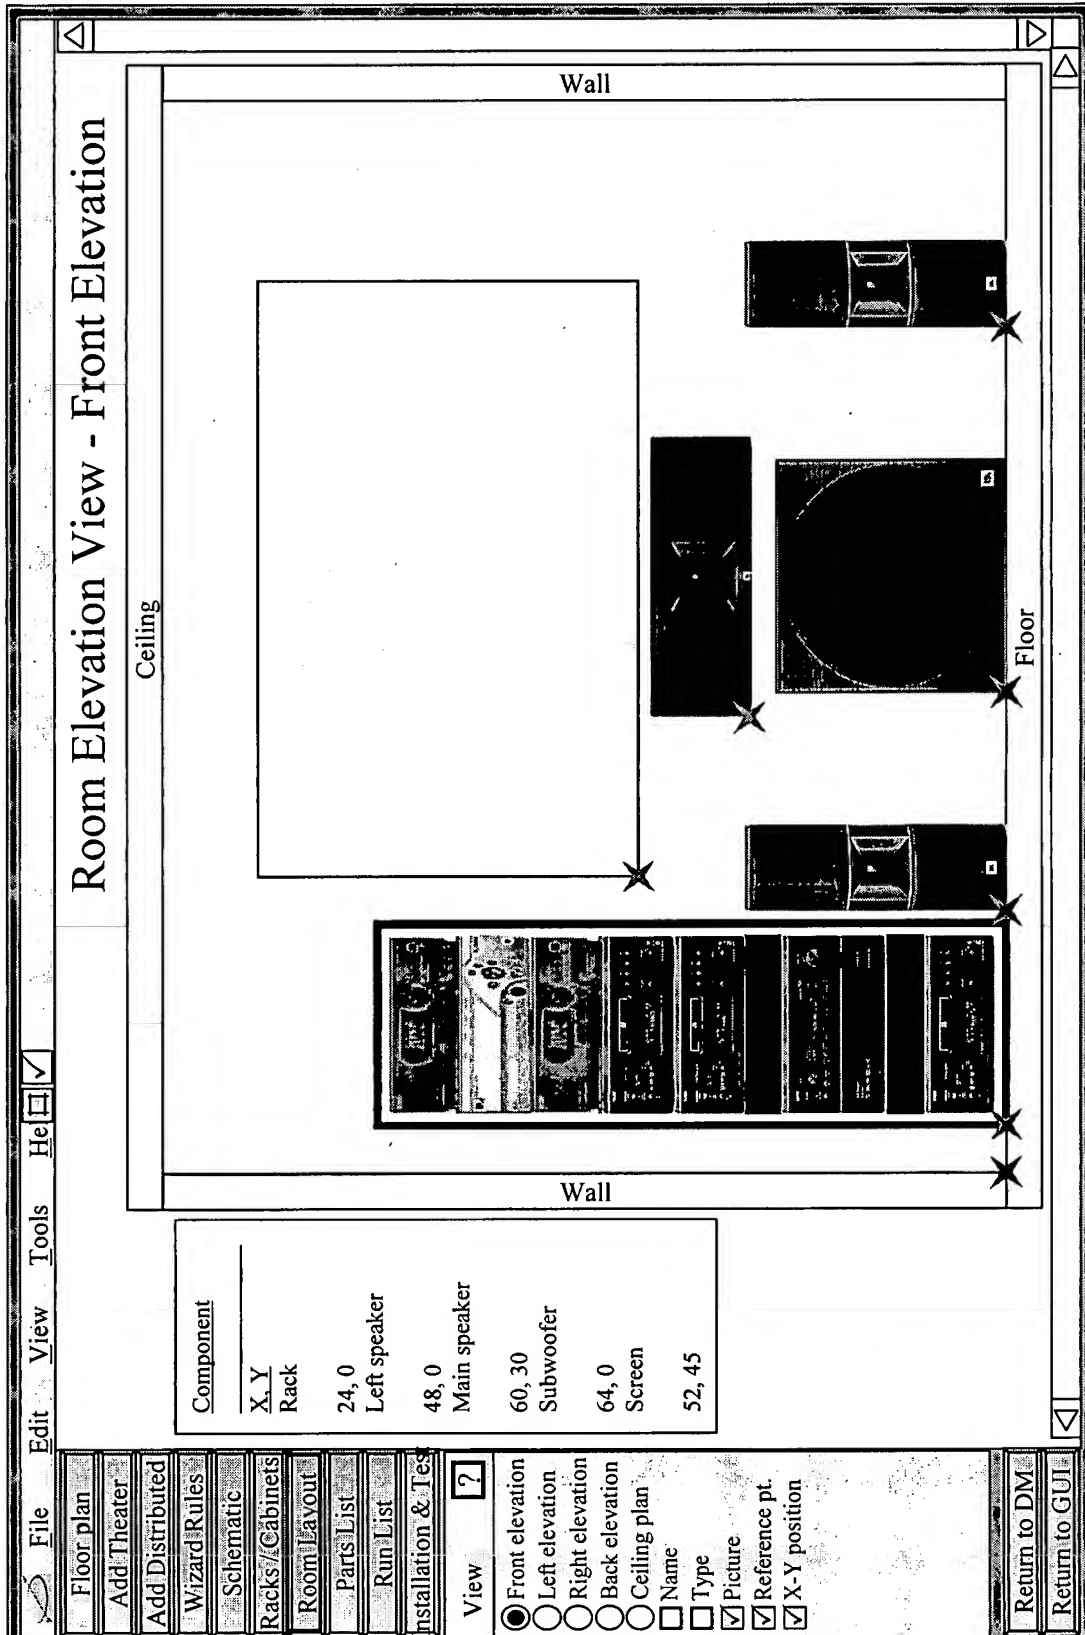 File Edit View Tools Hel
Room Elevation View - Front Elevation
Floor plan
Add Theater
Add Distributed
Wizard Rules
Schematic
Racks / Cabinets
Room Layout
Parts List
Run List
nstallation & Test
View ?
Front elevation
Left elevation
Right elevation
Back elevation
Ceiling plan
Name
Type
Picture
Reference pt.
X-Y position
Return to DM
Return to GUI
Component
X, Y
Rack
24, 0
Left speaker
48, 0
Main speaker
60, 30
Subwoofer
64, 0
Screen
52, 45
Ceiling
Wall
Wall
Floor